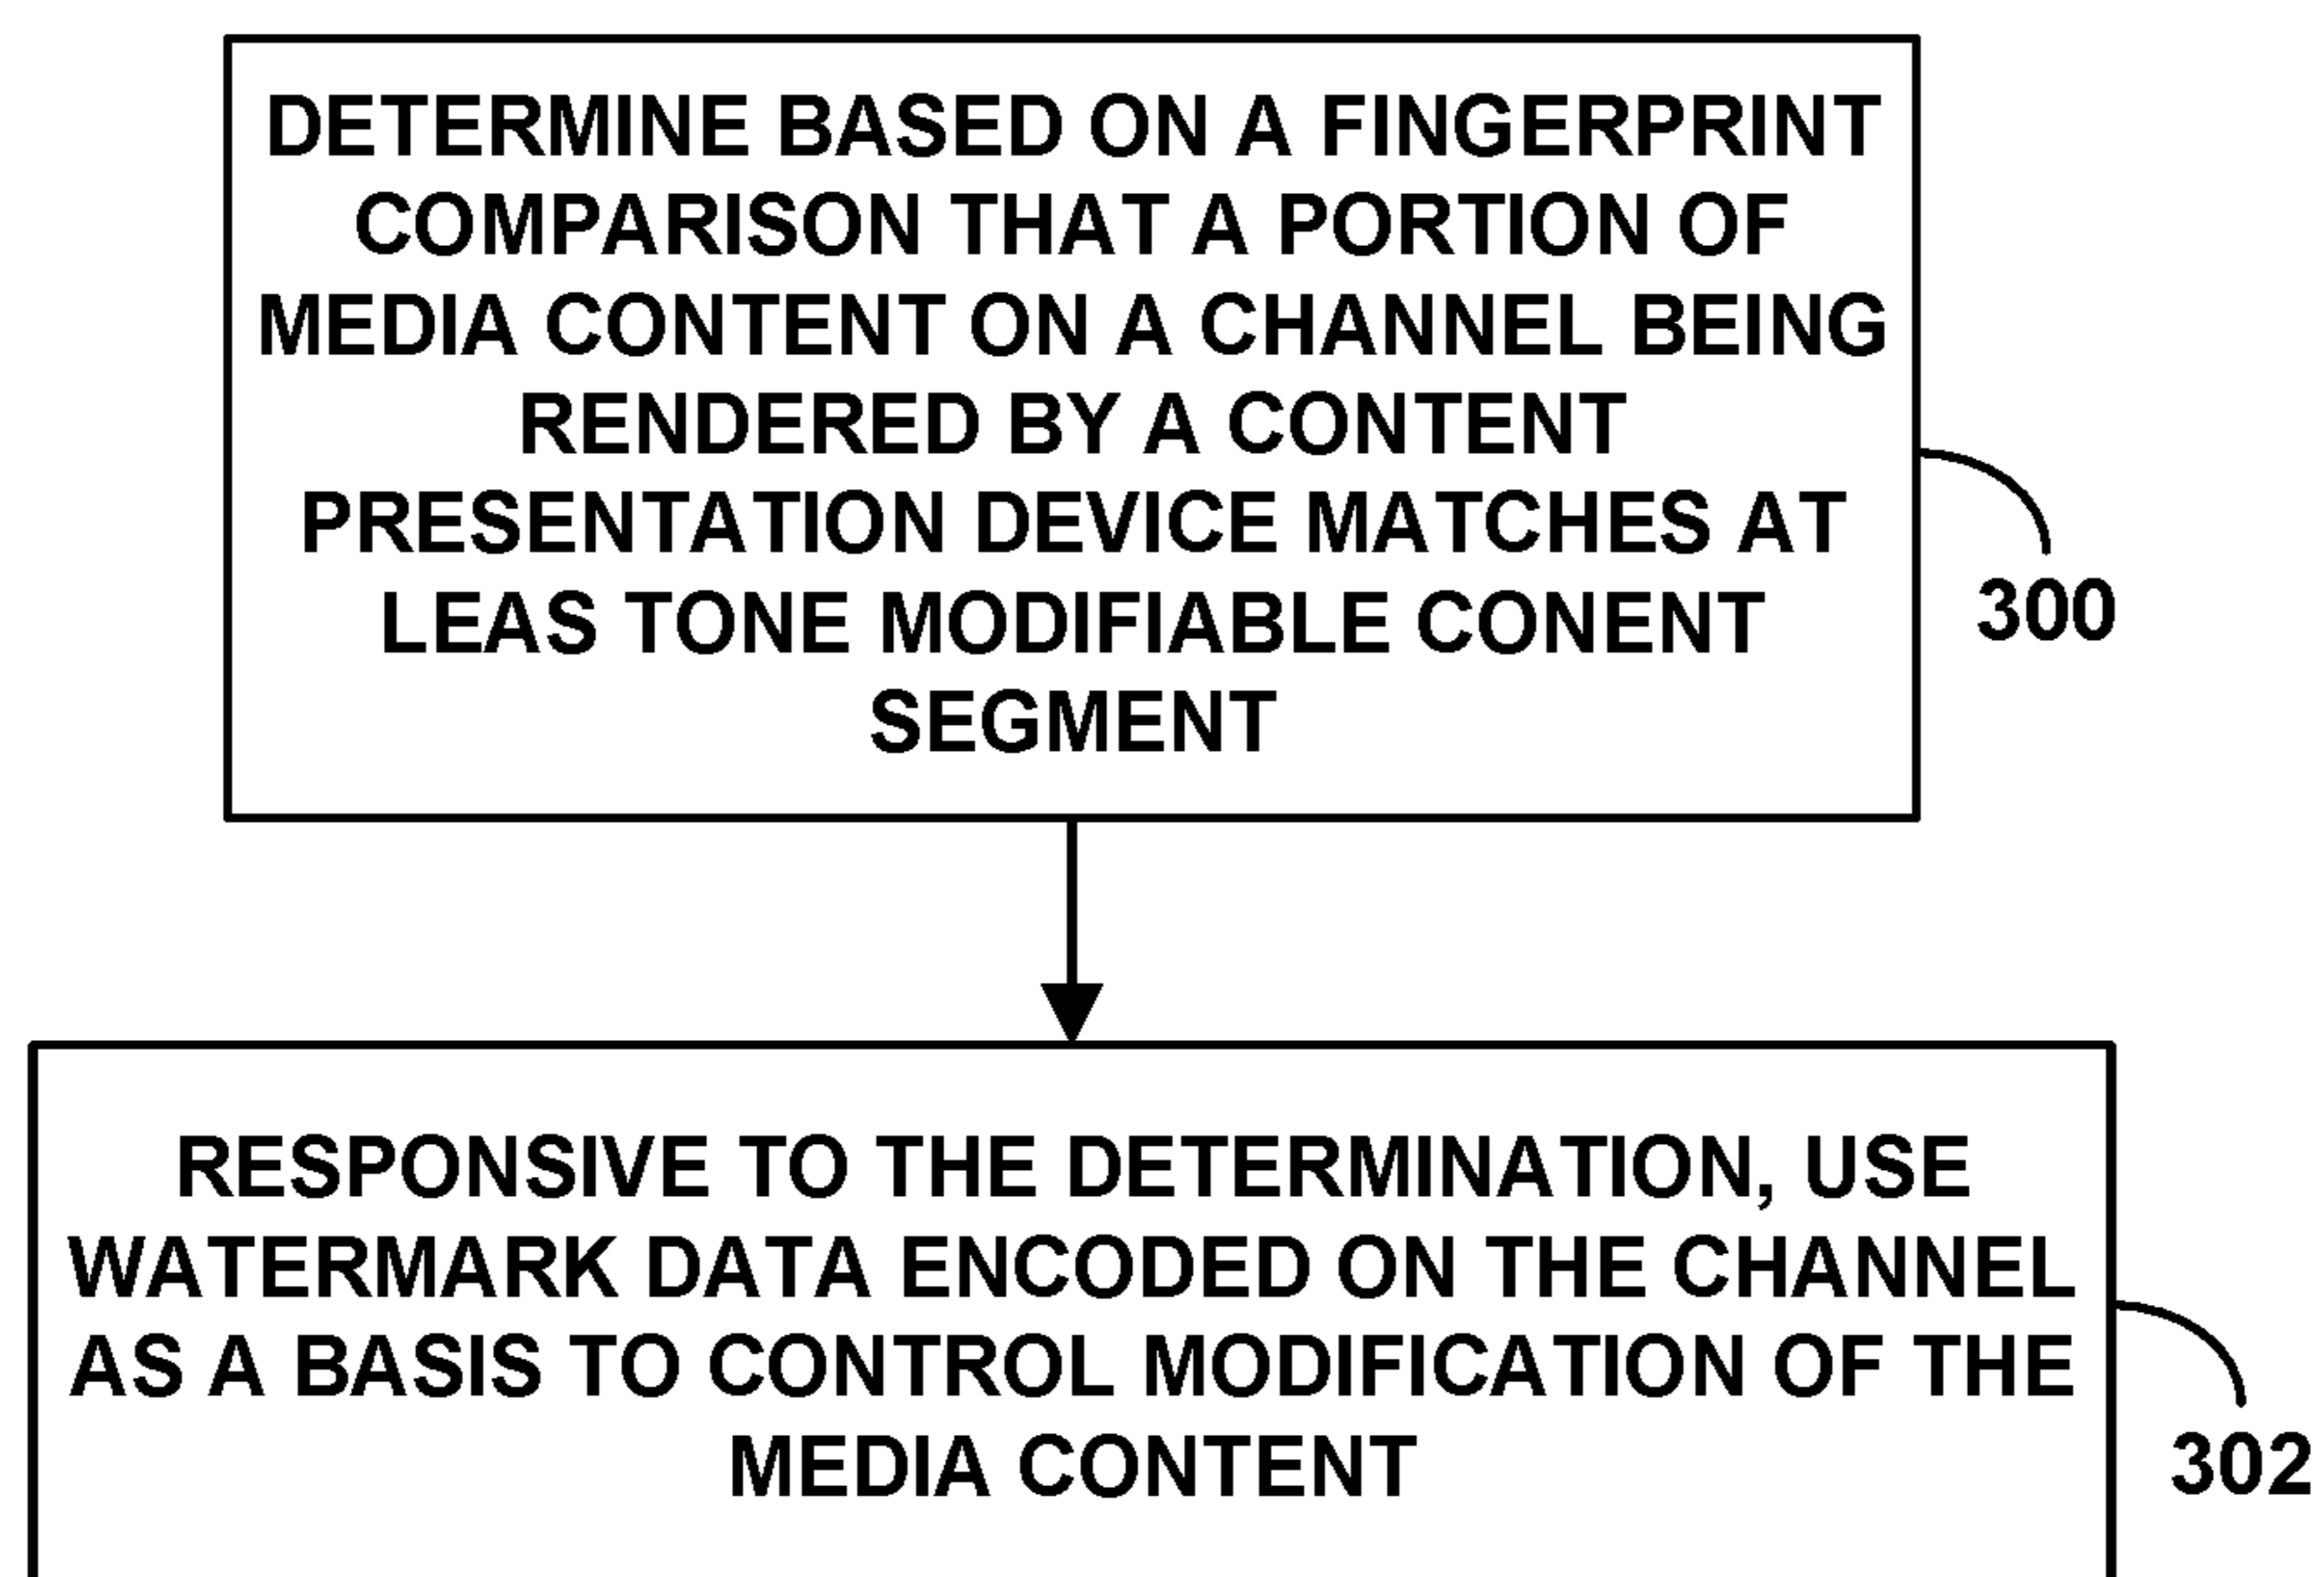 DETERMINE BASED ON A FINGERPRINT
COMPARISON THAT A PORTION OF
MEDIA CONTENT ON A CHANNEL BEING
RENDERED BY A CONTENT
PRESENTATION DEVICE MATCHES AT
LEAS TONE MODIFIABLE CONENT
SEGMENT
300
RESPONSIVE TO THE DETERMINATION, USE
WATERMARK DATA ENCODED ON THE CHANNEL
AS A BASIS TO CONTROL MODIFICATION OF THE
MEDIA CONTENT
302